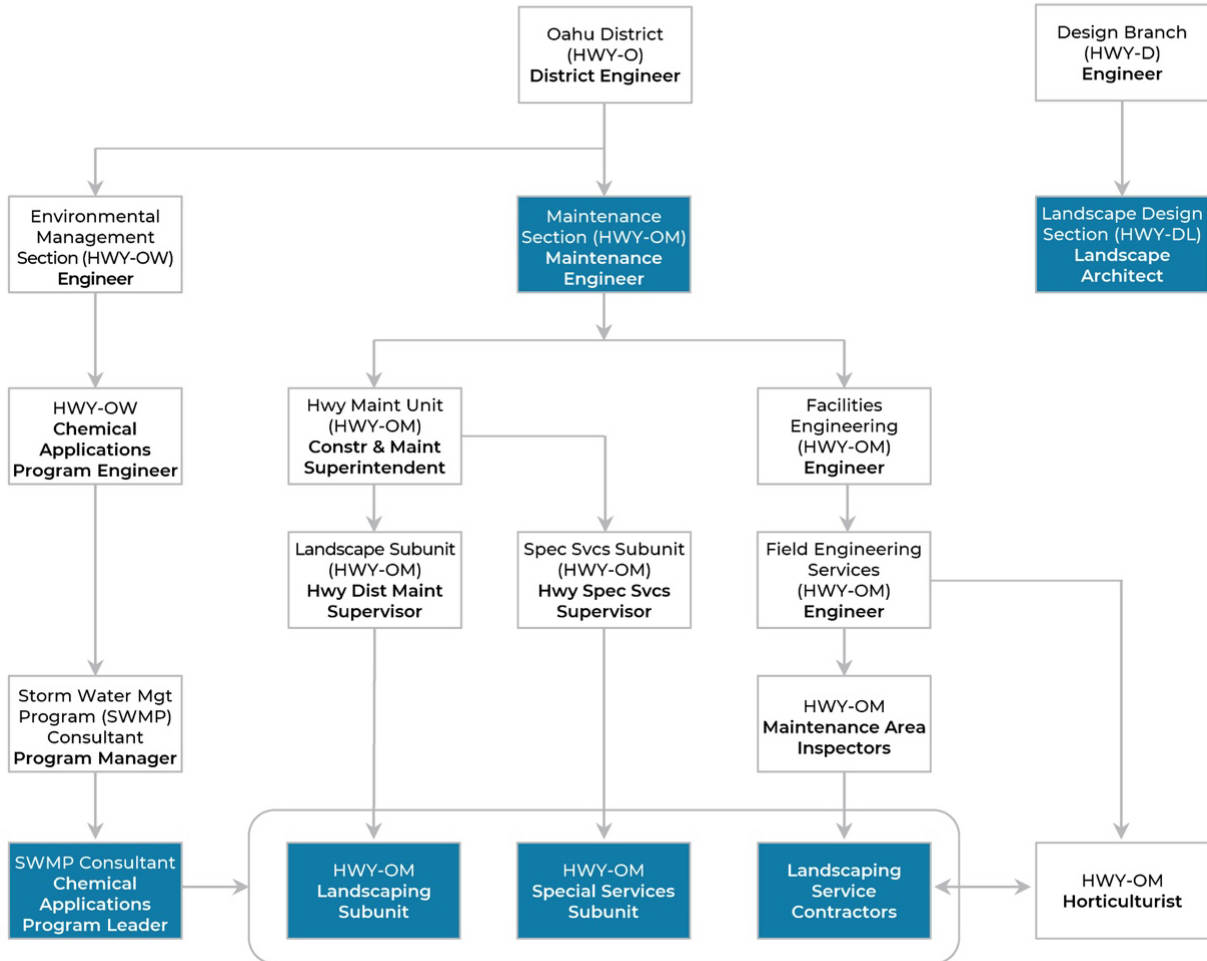 Oahu District
(HWY-O)
District Engineer
Design Branch
(HWY-D)
Engineer
Environmental
Management
Section (HWY-OW)
Engineer
Maintenance
Section (HWY-OM)
Maintenance
Engineer
Landscape Design
Section (HWY-DL)
Landscape
Architect
HWY-OW
Chemical
Applications
Program Engineer
Hwy Maint Unit
(HWY-OM)
Constr & Maint
Superintendent
Facilities
Engineering
(HWY-OM)
Engineer
Landscape Subunit
(HWY-OM)
Hwy Dist Maint
Supervisor
Spec Svcs Subunit
(HWY-OM)
Hwy Spec Svcs
Supervisor
Field Engineering
Services
(HWY-OM)
Engineer
Storm Water Mgt
Program (SWMP)
Consultant
Program Manager
HWY-OM
Maintenance Area
Inspectors
SWMP Consultant
Chemical
Applications
Program Leader
HWY-OM
Landscaping
Subunit
HWY-OM
Special Services
Subunit
Landscaping
Service
Contractors
HWY-OM
Horticulturist